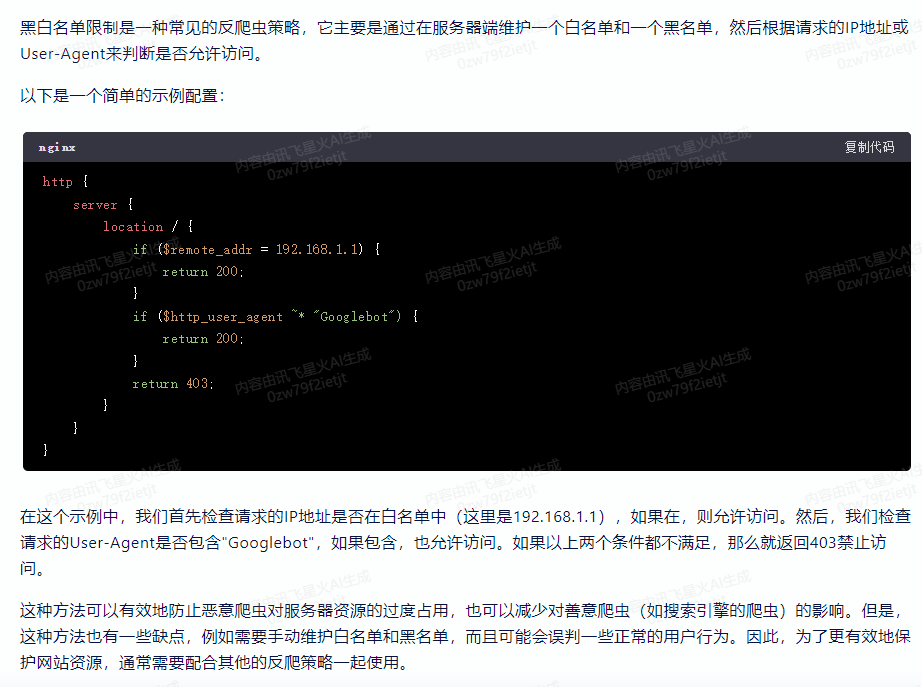 黑白名单限制是一种常见的反爬虫策略，它主要是通过在服务器端维护一个白名单和一个黑名单，然后根据请求的IP地址或
User-Agent来判断是否允许访问。
以下是一个简单的示例配置：
nginx 复制代码
http {
server {
location / {
if ($remote_addr = 192.168.1.1) {
return 200;
}
if ($http_user_agent ~* "Googlebot") {
return 200;
}
return 403;
}
}
}
在这个示例中，我们首先检查请求的IP地址是否在白名单中（这里是192.168.1.1），如果在，则允许访问。然后，我们检查
请求的User-Agent是否包含"Googlebot"，如果包含，也允许访问。如果以上两个条件都不满足，那么就返回403禁止访
问。
这种方法可以有效地防止恶意爬虫对服务器资源的过度占用，也可以减少对善意爬虫（如搜索引擎的爬虫）的影响。但是，
这种方法也有一些缺点，例如需要手动维护白名单和黑名单，而且可能会误判一些正常的用户行为。因此，为了更有效地保
护网站资源，通常需要配合其他的反爬策略一起使用。
内容由讯飞星火AI生成
0zw79f2ietjt